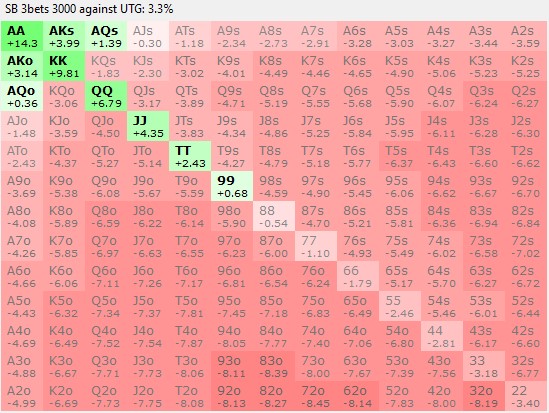 SB 3bets 3000 against UTG: 3.3%
AA AKs AQs AJs ATs A9s A8s A7s A6s A5s A4s A3s A2s
+14.3 +3.99 +1.39 -0.30 -1.18 -2.34 -2.73 -2.91 -3.28 -3.03 -3.27 -3.44 -3.59
AKo KK KQs KJs KTs K9s K8s K7s K6s K5s K4s K3s K2s
+3.14 +9.81 -1.83 -2.30 -3.02 -4.01 -4.49 -4.46 -4.65 -4.90 -5.06 -5.23 -5.25
AQo KQo QQ QJs QTs Q9s Q8s Q7s Q6s Q5s Q4s Q3s Q2s
+0.36 -3.06 +6.79 -3.17 -3.89 -4.71 -5.19 -5.55 -5.68 -5.90 -6.07 -6.24 -6.27
AJo KJo QJo JJ JTs J9s J8s J7s J6s J5s J4s J3s J2s
-1.48 -3.59 -4.50 +4.35 -3.83 -4.34 -4.86 -5.25 -5.84 -5.95 -6.11 -6.28 -6.30
ATo KTo QTo JTo TT T9s T8s T7s T6s T5s T4s T3s T2s
-2.43 -4.37 -5.27 -5.14 +2.43 -4.27 -4.79 -5.18 -5.77 -6.37 -6.43 -6.60 -6.62
A9o K9o Q9o J9o T9o 99 98s 97s 96s 95s 94s 93s 92s
-3.69 -5.38 -6.08 -5.67 -5.59 +0.68 -4.59 -4.90 -5.45 -6.06 -6.62 -6.67 -6.70
A8o K8o Q8o J8o T8o 98o 88 87s 86s 85s 84s 83s 82s
-4.08 -5.89 -6.59 -6.22 -6.14 -5.90 -0.54 -4.70 -5.21 -5.81 -6.36 -6.94 -6.84
A7o K7o Q7o J7o T7o 97o 87o 77 76s 75s 74s 73s 72s
-4.26 -5.85 -6.97 -6.63 -6.55 -6.23 -6.00 -1.10 -4.93 -5.49 -6.02 -6.58 -7.02
A6o K6o Q6o J6o T6o 96o 86o 76o 66 65s 64s 63s 62s
-4.66 -6.06 -7.11 -7.26 -7.17 -6.81 -6.54 -6.24 -1.79 -5.17 -5.70 -6.27 -6.72
A5o K5o Q5o J5o T5o 95o 85o 75o 65o 55 54s 53s 52s
-4.43 -6.32 -7.34 -7.37 -7.81 -7.45 -7.18 -6.83 -6.49 -2.46 -5.46 -6.01 -6.44
A4o K4o Q4o J4o T4o 94o 84o 74o 64o 54o 44 43s 42s
-4.69 -6.49 -7.52 -7.54 -7.87 -8.05 -7.77 -7.40 -7.06 -6.80 -2.81 -6.17 -6.60
A3o K3o Q3o J3o T3o 93o 83o 73o 63o 53o 43o 33 32s
-4.88 -6.67 -7.71 -7.73 -8.06 -8.11 -8.39 -8.00 -7.67 -7.39 -7.56 -3.18 -6.77
A2o K2o Q2o J2o T2o 92o 82o 72o 62o 52o 42o 32o 22
-4.99 -6.69 -7.73 -7.75 -8.08 -8.13 -8.27 -8.45 -8.14 -7.83 -8.00 -8.19 -3.40